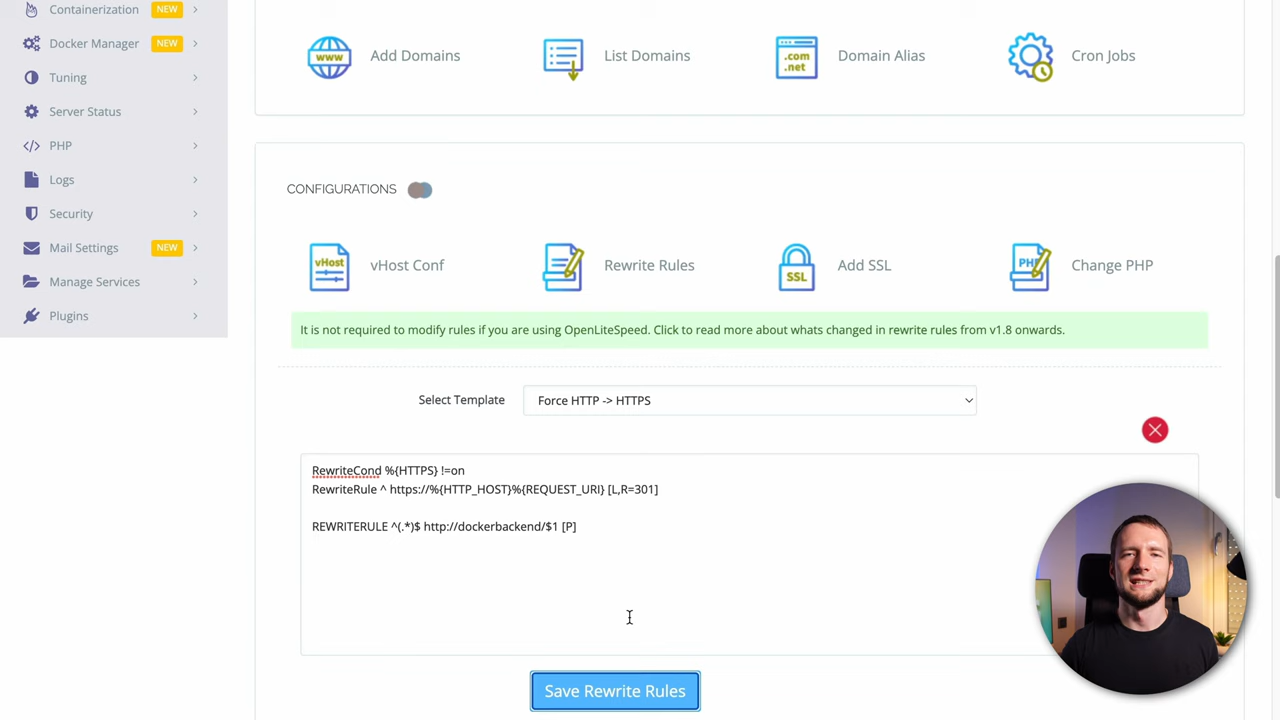 Containerization NEW
Docker Manager NEW
Tuning
Server Status
PHP
Logs
Security
Mail Settings NEW
Manage Services
Plugins
www Add Domains
List Domains
.com .net Domain Alias
Cron Jobs
CONFIGURATIONS
vHost vHost Conf
Rewrite Rules
SSL Add SSL
PHP Change PHP
It is not required to modify rules if you are using OpenLiteSpeed. Click to read more about whats changed in rewrite rules from v1.8 onwards.
Select Template Force HTTP -> HTTPS
RewriteCond %{HTTPS} !=on
RewriteRule ^ https://%{HTTP_HOST}%{REQUEST_URI} [L,R=301]
REWRITERULE ^(.*)$ http://dockerbackend/$1 [P]
Save Rewrite Rules